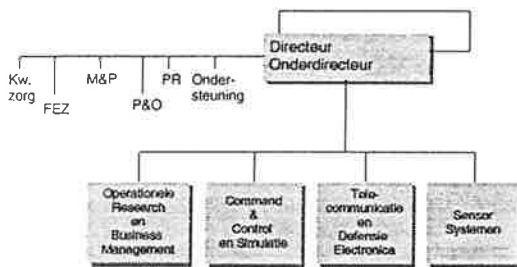 Directeur
Onderdirecteur
Kw.
zorg
FEZ
M&P
P&O
PR
Onder-
steuning
Operationele
Research
en
Business
Management
Command
&
Control
en Simulatie
Tele-
communicatie
en
Defensie
Electronica
Sensor
Systemen